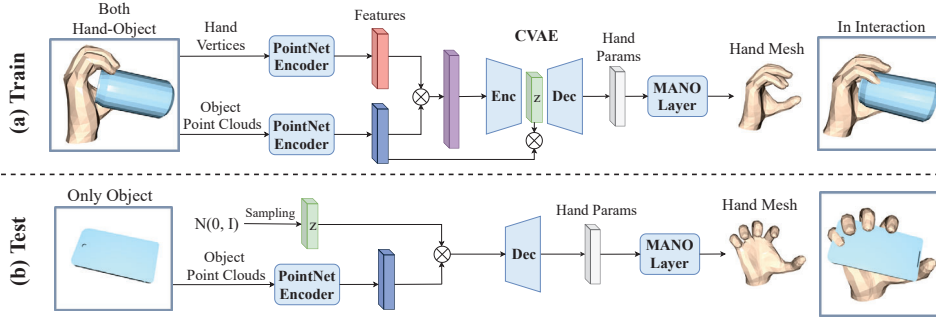 Both
Hand-Object
Hand
Vertices
PointNet
Encoder
Features
CVAE
Hand
Params
Hand Mesh
In Interaction
(a) Train
Enc
z
Dec
MANO
Layer
Object
Point Clouds
PointNet
Encoder
Only Object
(b) Test
N(0, I)
Sampling
z
Object
Point Clouds
PointNet
Encoder
Dec
Hand Params
MANO
Layer
Hand Mesh